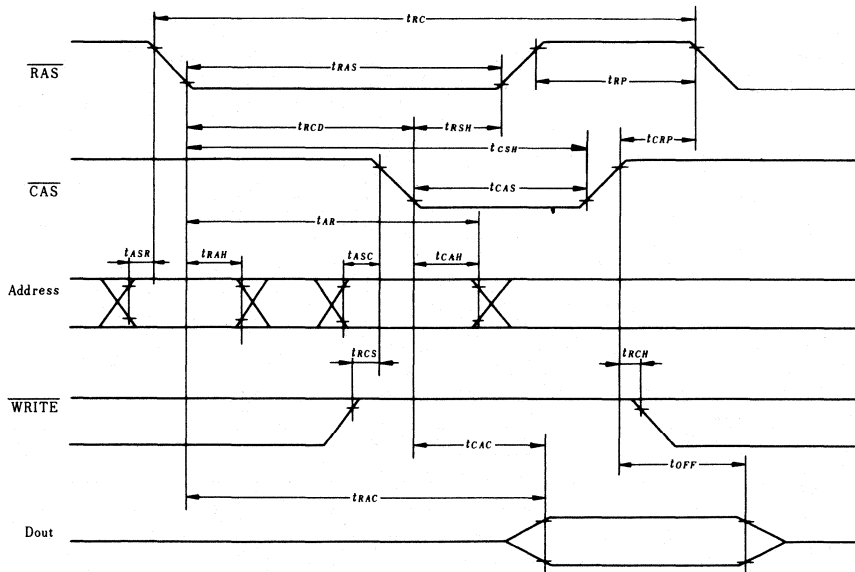 tRC
RAS
tRAS
tRP
tRCD
tRSH
tCSH
tCRP
CAS
tCAS
tAR
tASR
tRAH
tASC
tCAH
Address
tRCS
tRCH
WRITE
tCAC
tOFF
tRAC
Dout